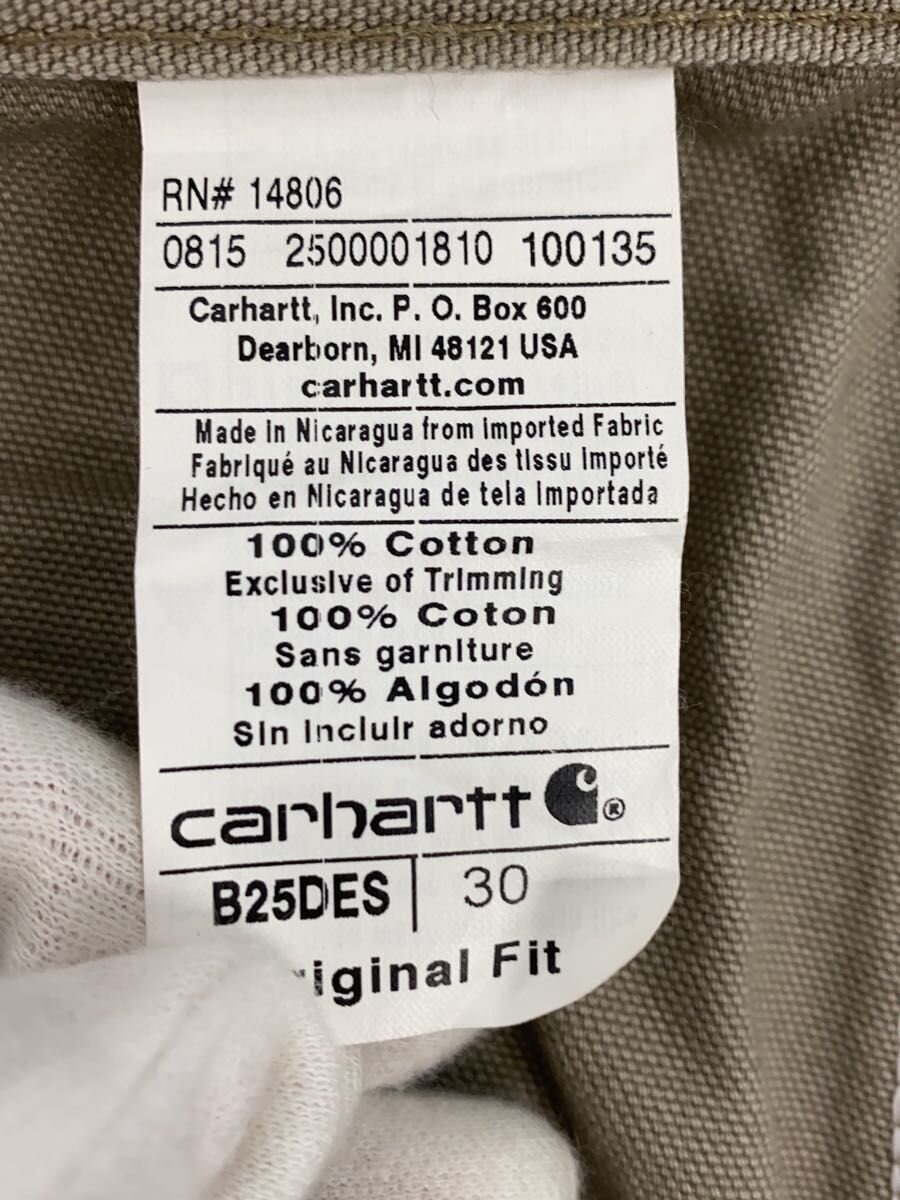 RN# 14806
0815 2500001810 100135
Carhartt, Inc. P. O. Box 600
Dearborn, MI 48121 USA
carhartt.com
Made in Nicaragua from imported Fabric
Fabriqué au Nicaragua des tissu importé
Hecho en Nicaragua de tela importada
100% Cotton
Exclusive of Trimming
100% Coton
Sans garniture
100% Algodón
Sin incluir adorno
carhartt ®
B25DES 30
Fit